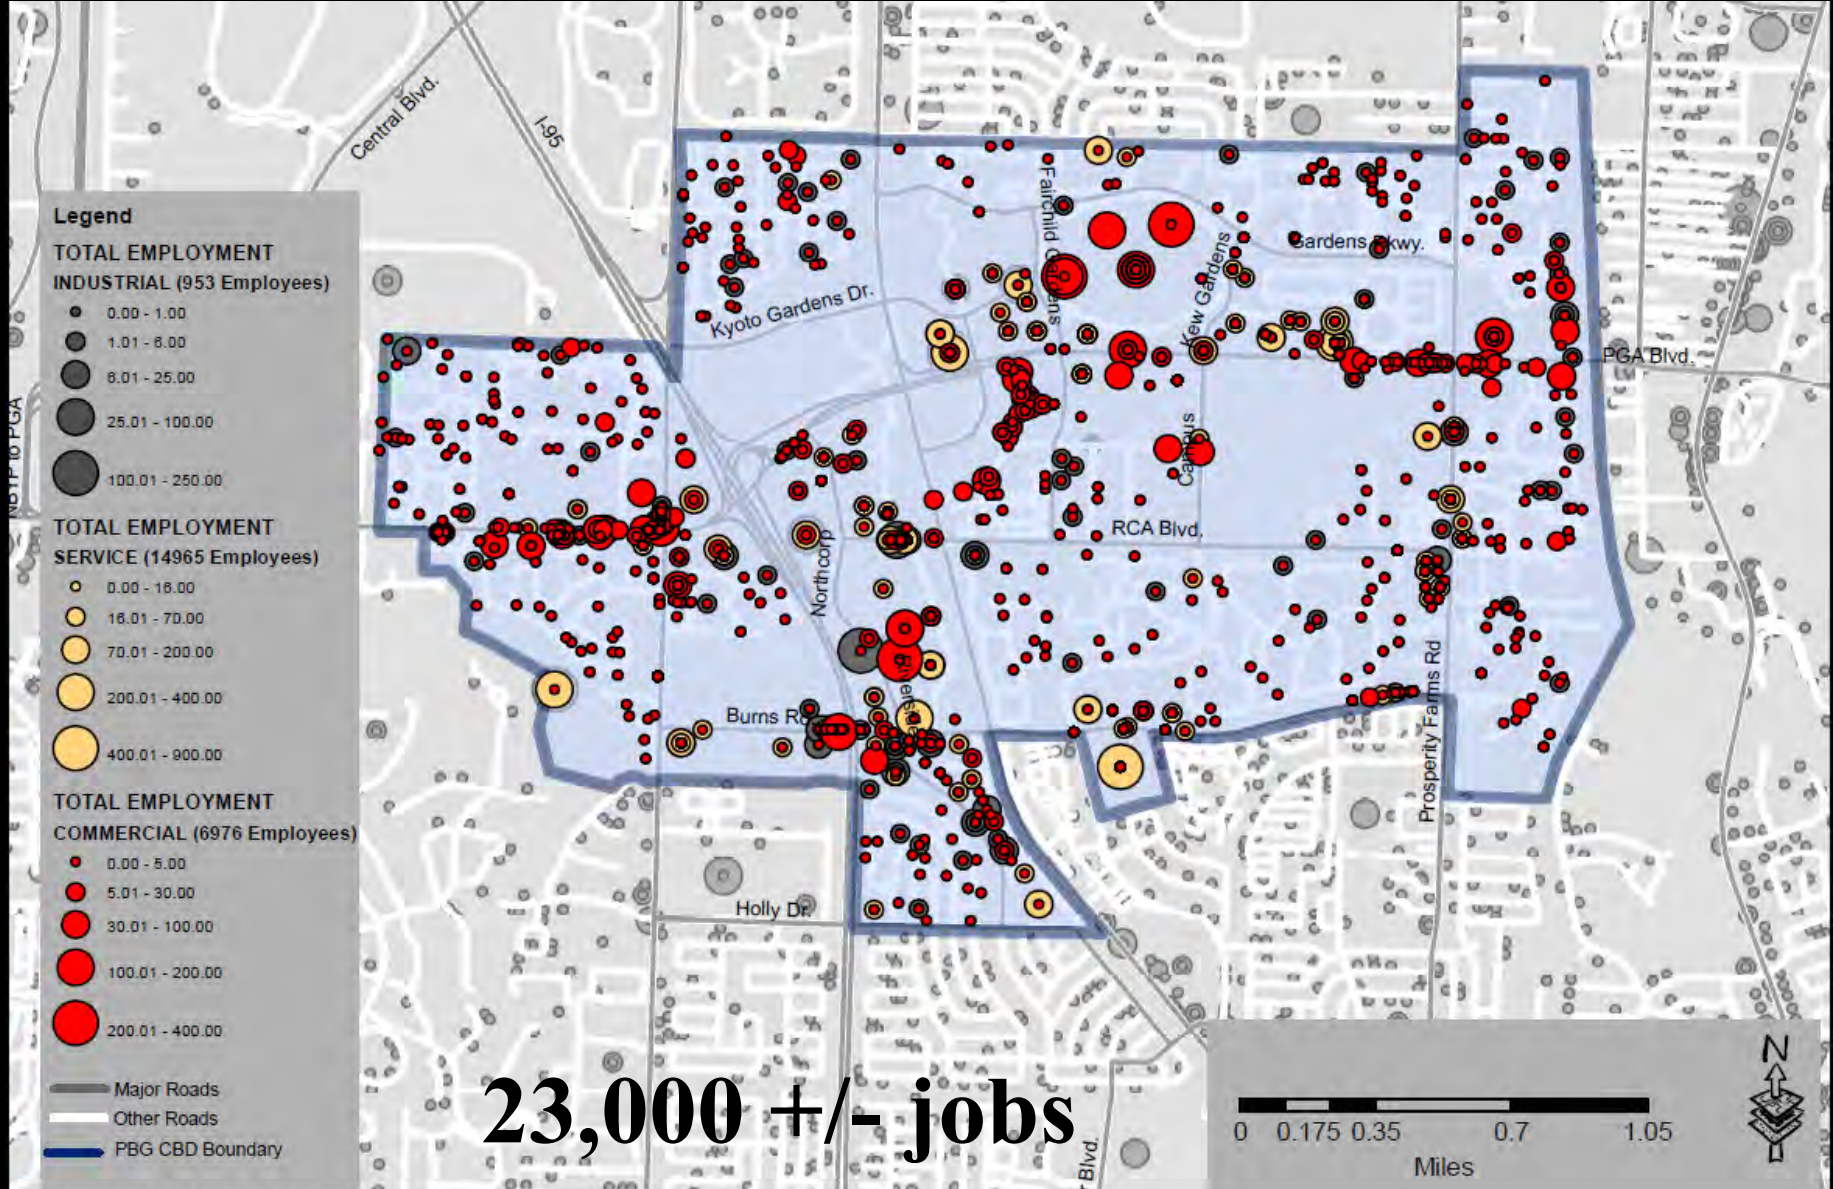 Central Blvd.
I-95
Fairchild Gardens
Gardens Pkwy.
Kew Gardens
Kyoto Gardens Dr.
PGA Blvd.
NBTP to PGA
Campus
RCA Blvd.
Northcorp
Burns Rd
Prosperity Farms Rd
Holly Dr.
Legend
TOTAL EMPLOYMENT
INDUSTRIAL (953 Employees)
0.00 - 1.00
1.01 - 6.00
6.01 - 25.00
25.01 - 100.00
100.01 - 250.00
TOTAL EMPLOYMENT
SERVICE (14965 Employees)
0.00 - 16.00
16.01 - 70.00
70.01 - 200.00
200.01 - 400.00
400.01 - 900.00
TOTAL EMPLOYMENT
COMMERCIAL (6976 Employees)
0.00 - 5.00
5.01 - 30.00
30.01 - 100.00
100.01 - 200.00
200.01 - 400.00
Major Roads
Other Roads
PBG CBD Boundary
23,000 +/- jobs
r Blvd.
N
0 0.175 0.35 0.7 1.05
Miles